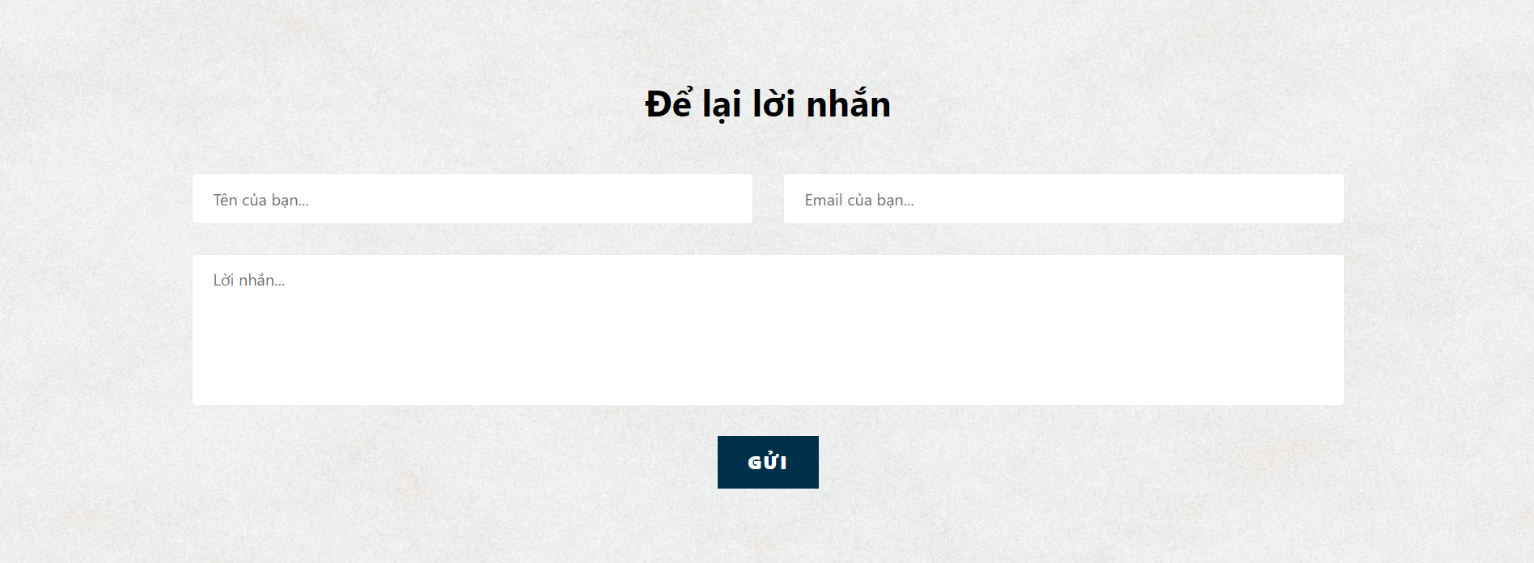 Để lại lời nhắn
Tên của bạn...
Email của bạn...
Lời nhắn...
GỬI